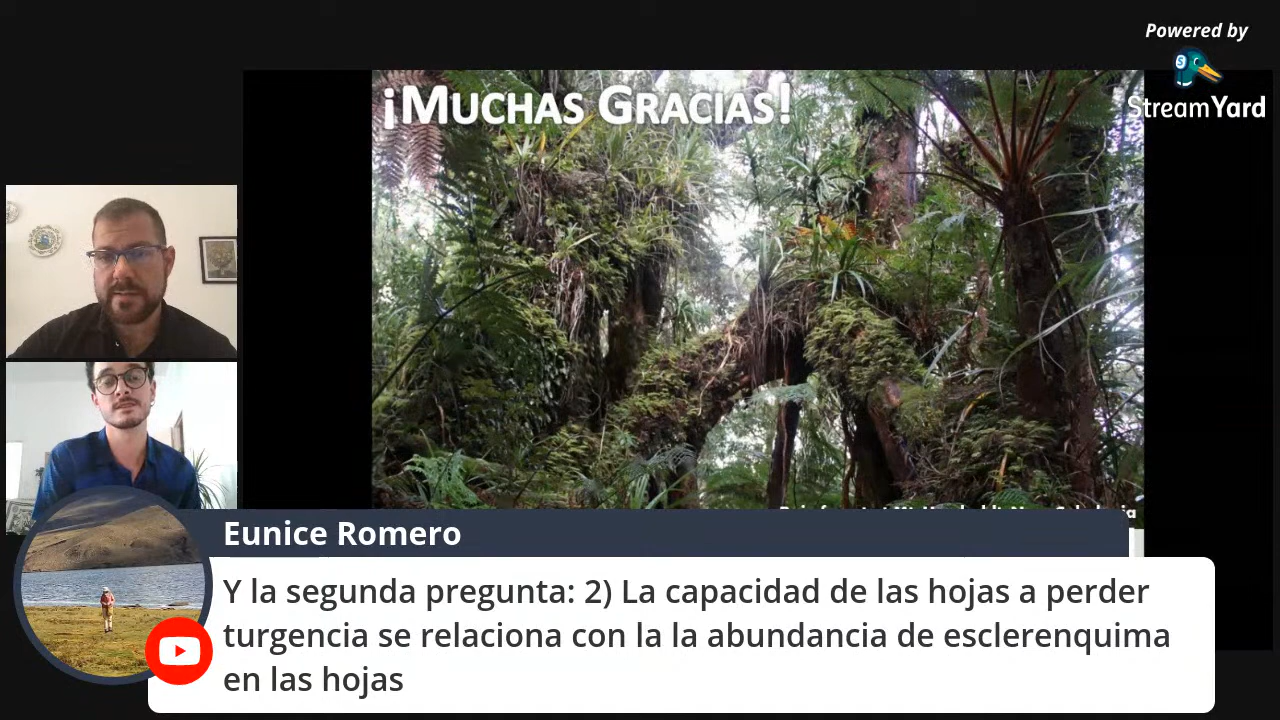 Powered by
StreamYard
¡MUCHAS GRACIAS!
Eunice Romero
Y la segunda pregunta: 2) La capacidad de las hojas a perder
turgencia se relaciona con la la abundancia de esclerenquima
en las hojas